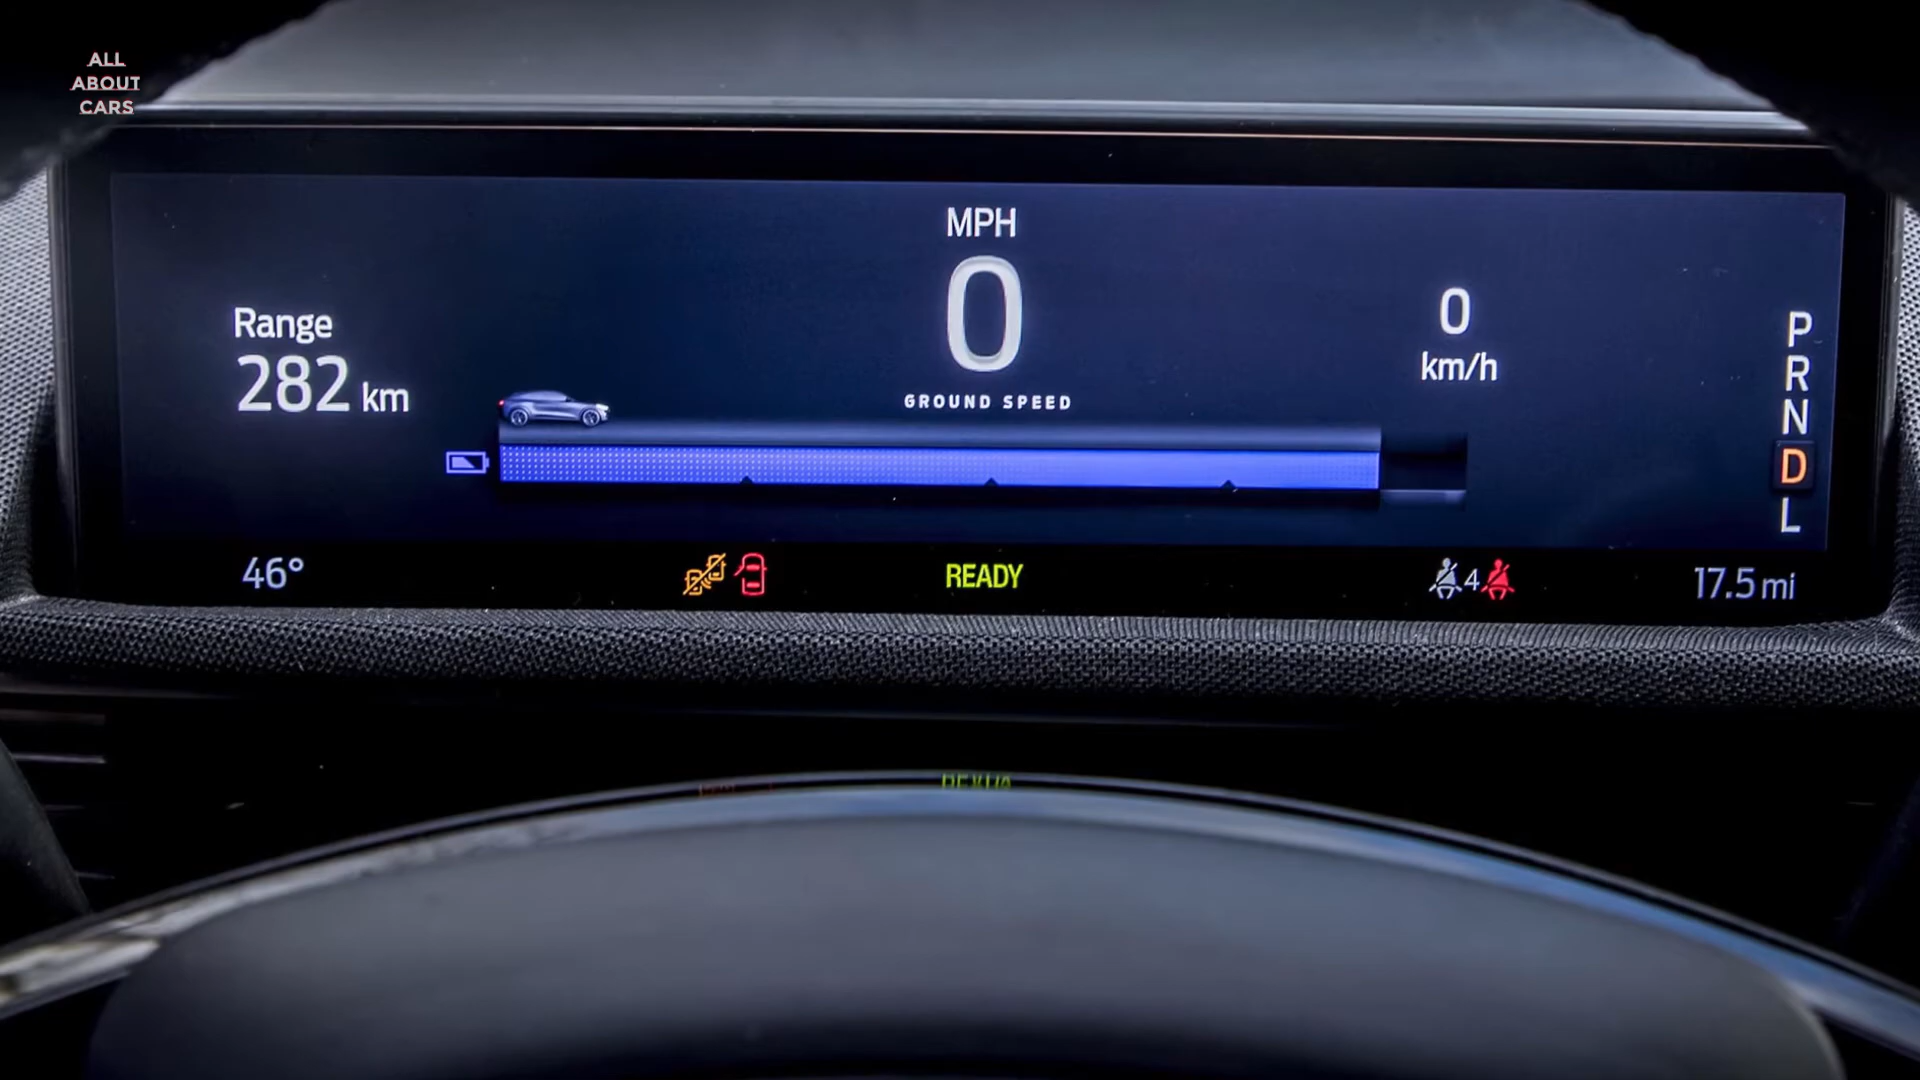 ALL
ABOUT
CARS
MPH
0
GROUND SPEED
Range
282 km
0
km/h
P
R
N
D
L
46°
READY
4
17.5 mi